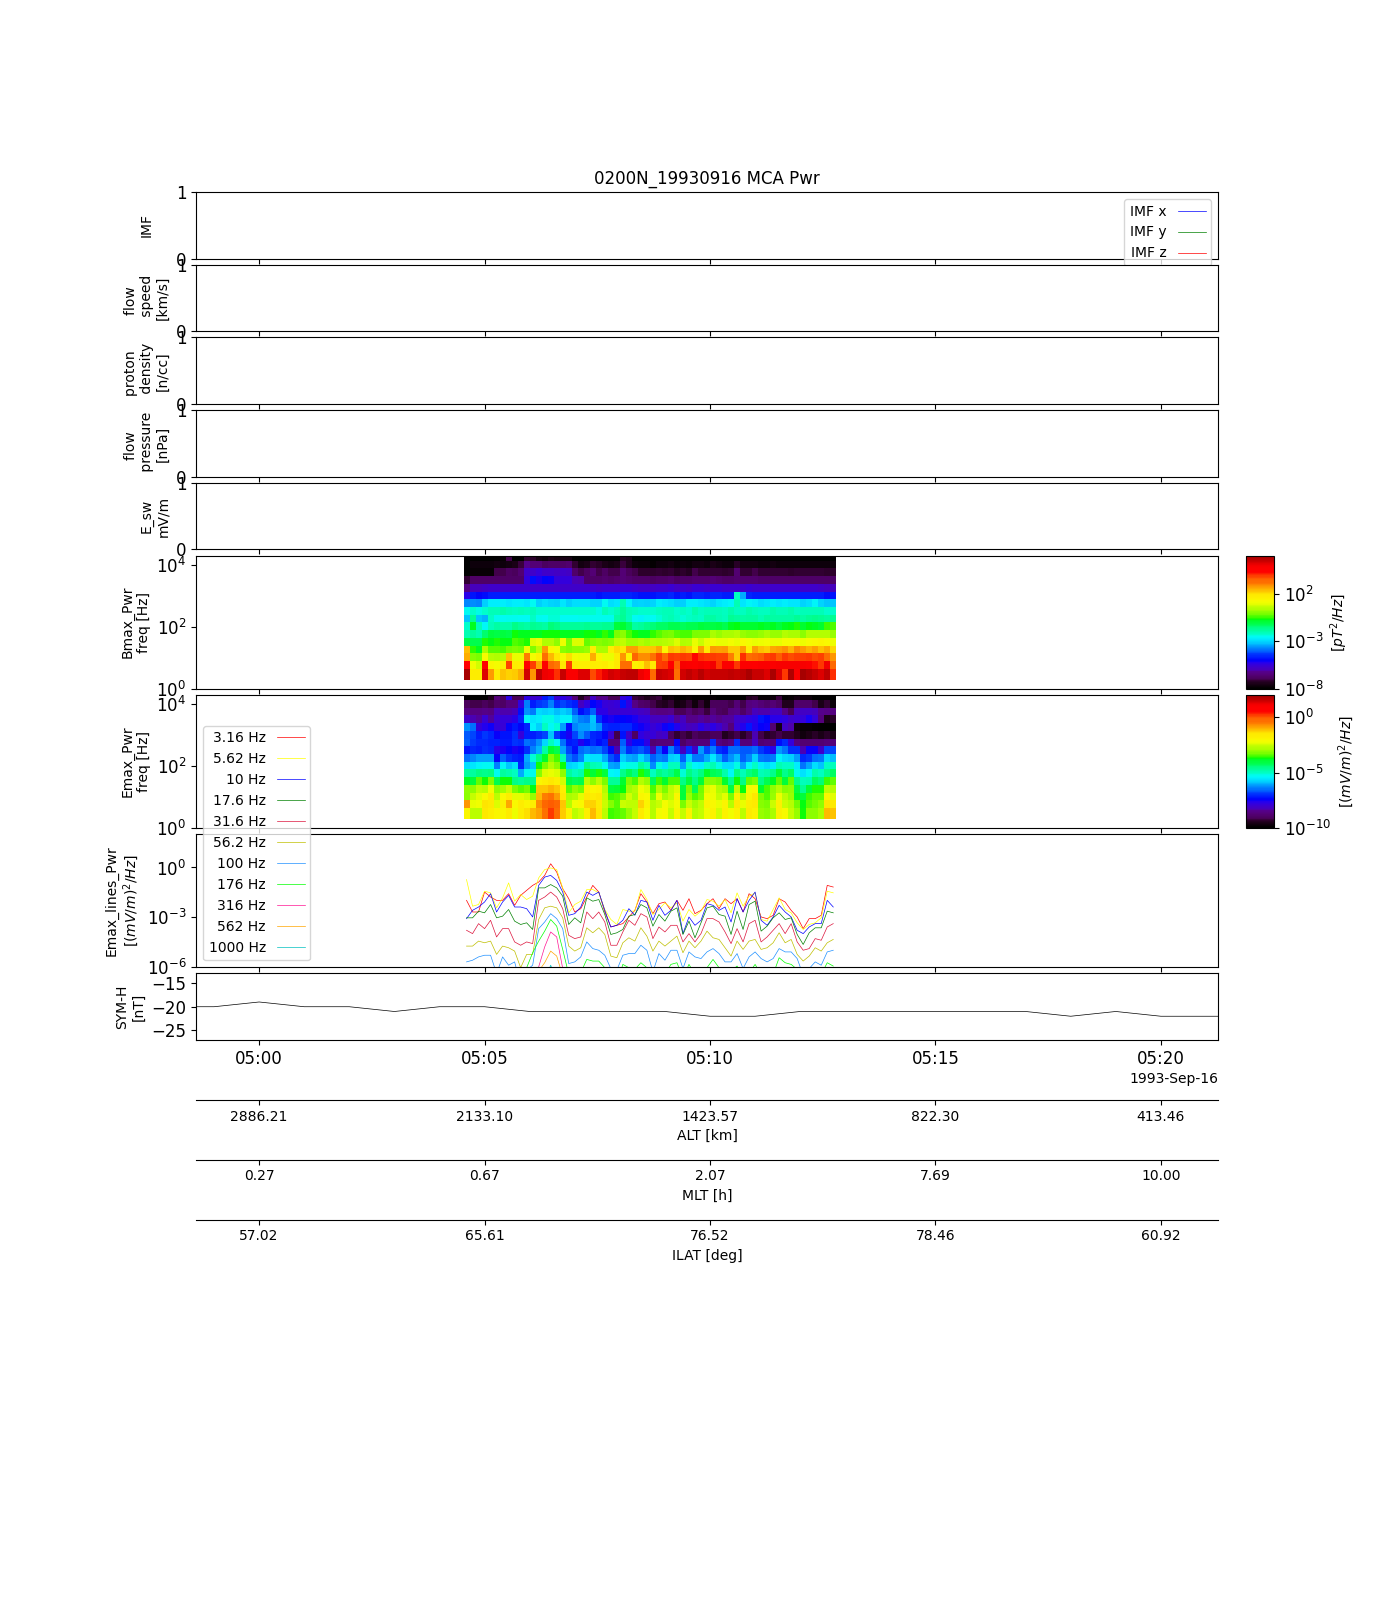 0200N_19930916 MCA Pwr
1
IMF
0
IMF x
IMF y
IMF z
1
flow
speed
[km/s]
0
1
proton
density
[n/cc]
0
1
flow
pressure
[nPa]
0
1
E_sw
mV/m
0
10^4
10^2
10^0
Bmax_Pwr
freq [Hz]
10^2
10^-3
10^-8
[pT^2/Hz]
10^4
10^2
10^0
Emax_Pwr
freq [Hz]
10^0
10^-5
10^-10
[(mV/m)^2/Hz]
3.16 Hz
5.62 Hz
10 Hz
17.6 Hz
31.6 Hz
56.2 Hz
100 Hz
176 Hz
316 Hz
562 Hz
1000 Hz
10^0
10^-3
10^-6
Emax_lines_Pwr
[(mV/m)^2/Hz]
−15
−20
−25
SYM-H
[nT]
05:00 05:05 05:10 05:15 05:20
1993-Sep-16
2886.21 2133.10 1423.57 822.30 413.46
ALT [km]
0.27 0.67 2.07 7.69 10.00
MLT [h]
57.02 65.61 76.52 78.46 60.92
ILAT [deg]